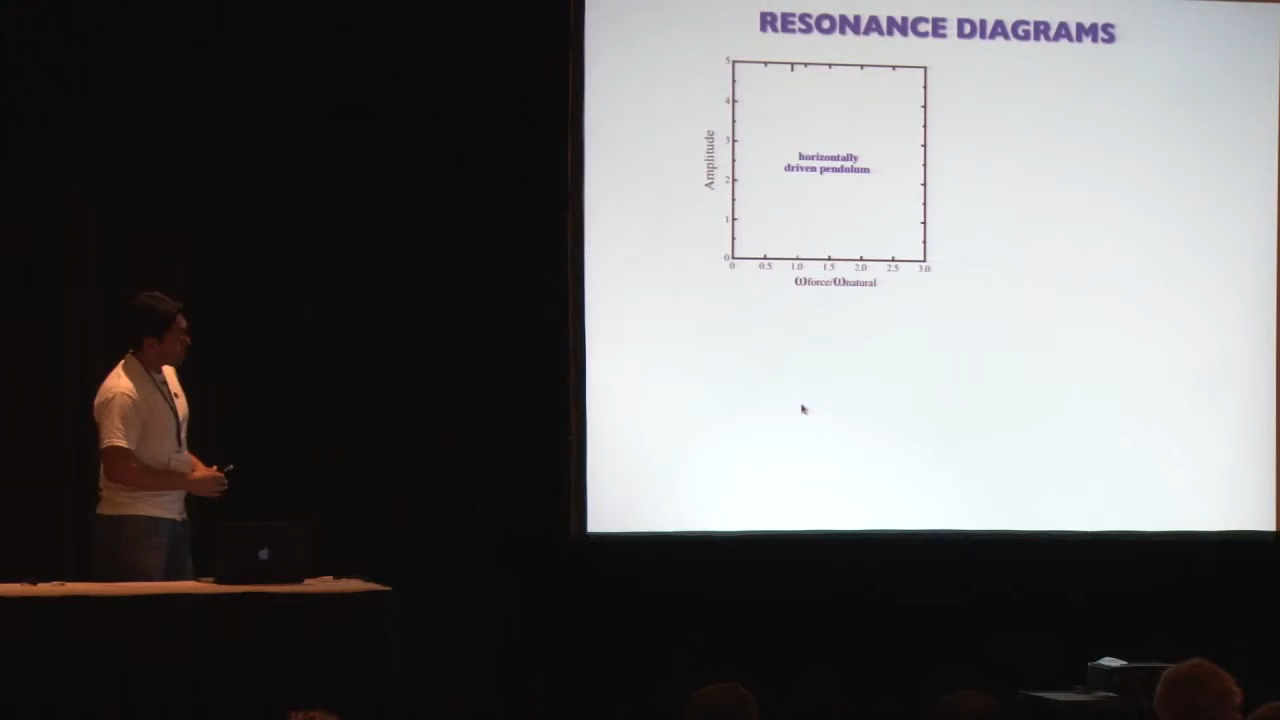 RESONANCE DIAGRAMS
5
4
3
2
1
0
Amplitude
horizontally
driven pendulum
0 0.5 1.0 1.5 2.0 2.5 3.0
ωforce/ωnatural